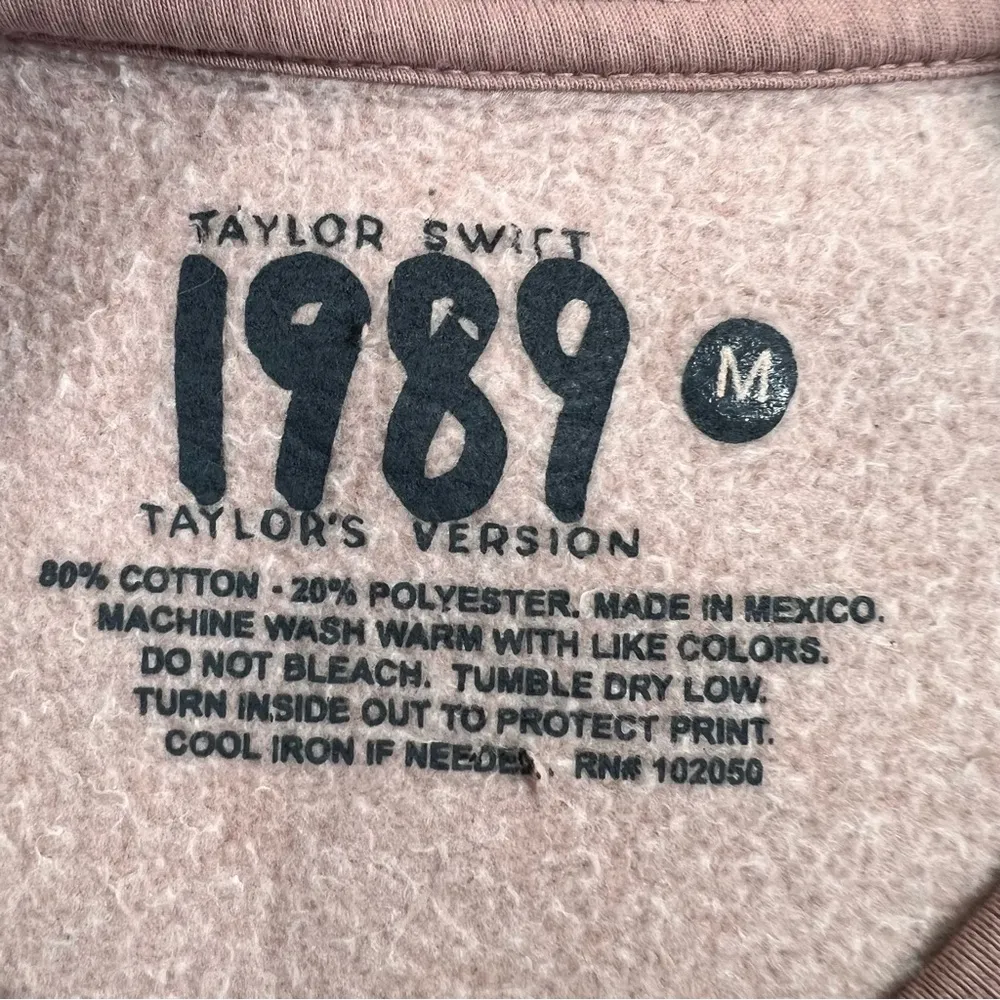 TAYLOR SWIFT
1989
M
TAYLOR'S VERSION
80% COTTON - 20% POLYESTER. MADE IN MEXICO.
MACHINE WASH WARM WITH LIKE COLORS.
DO NOT BLEACH. TUMBLE DRY LOW.
TURN INSIDE OUT TO PROTECT PRINT.
COOL IRON IF NEEDED. RN# 102050